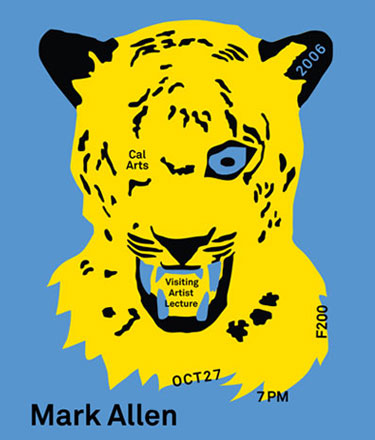 2006
Cal
Arts
Visiting
Artist
Lecture
F200
OCT27
7PM
Mark Allen